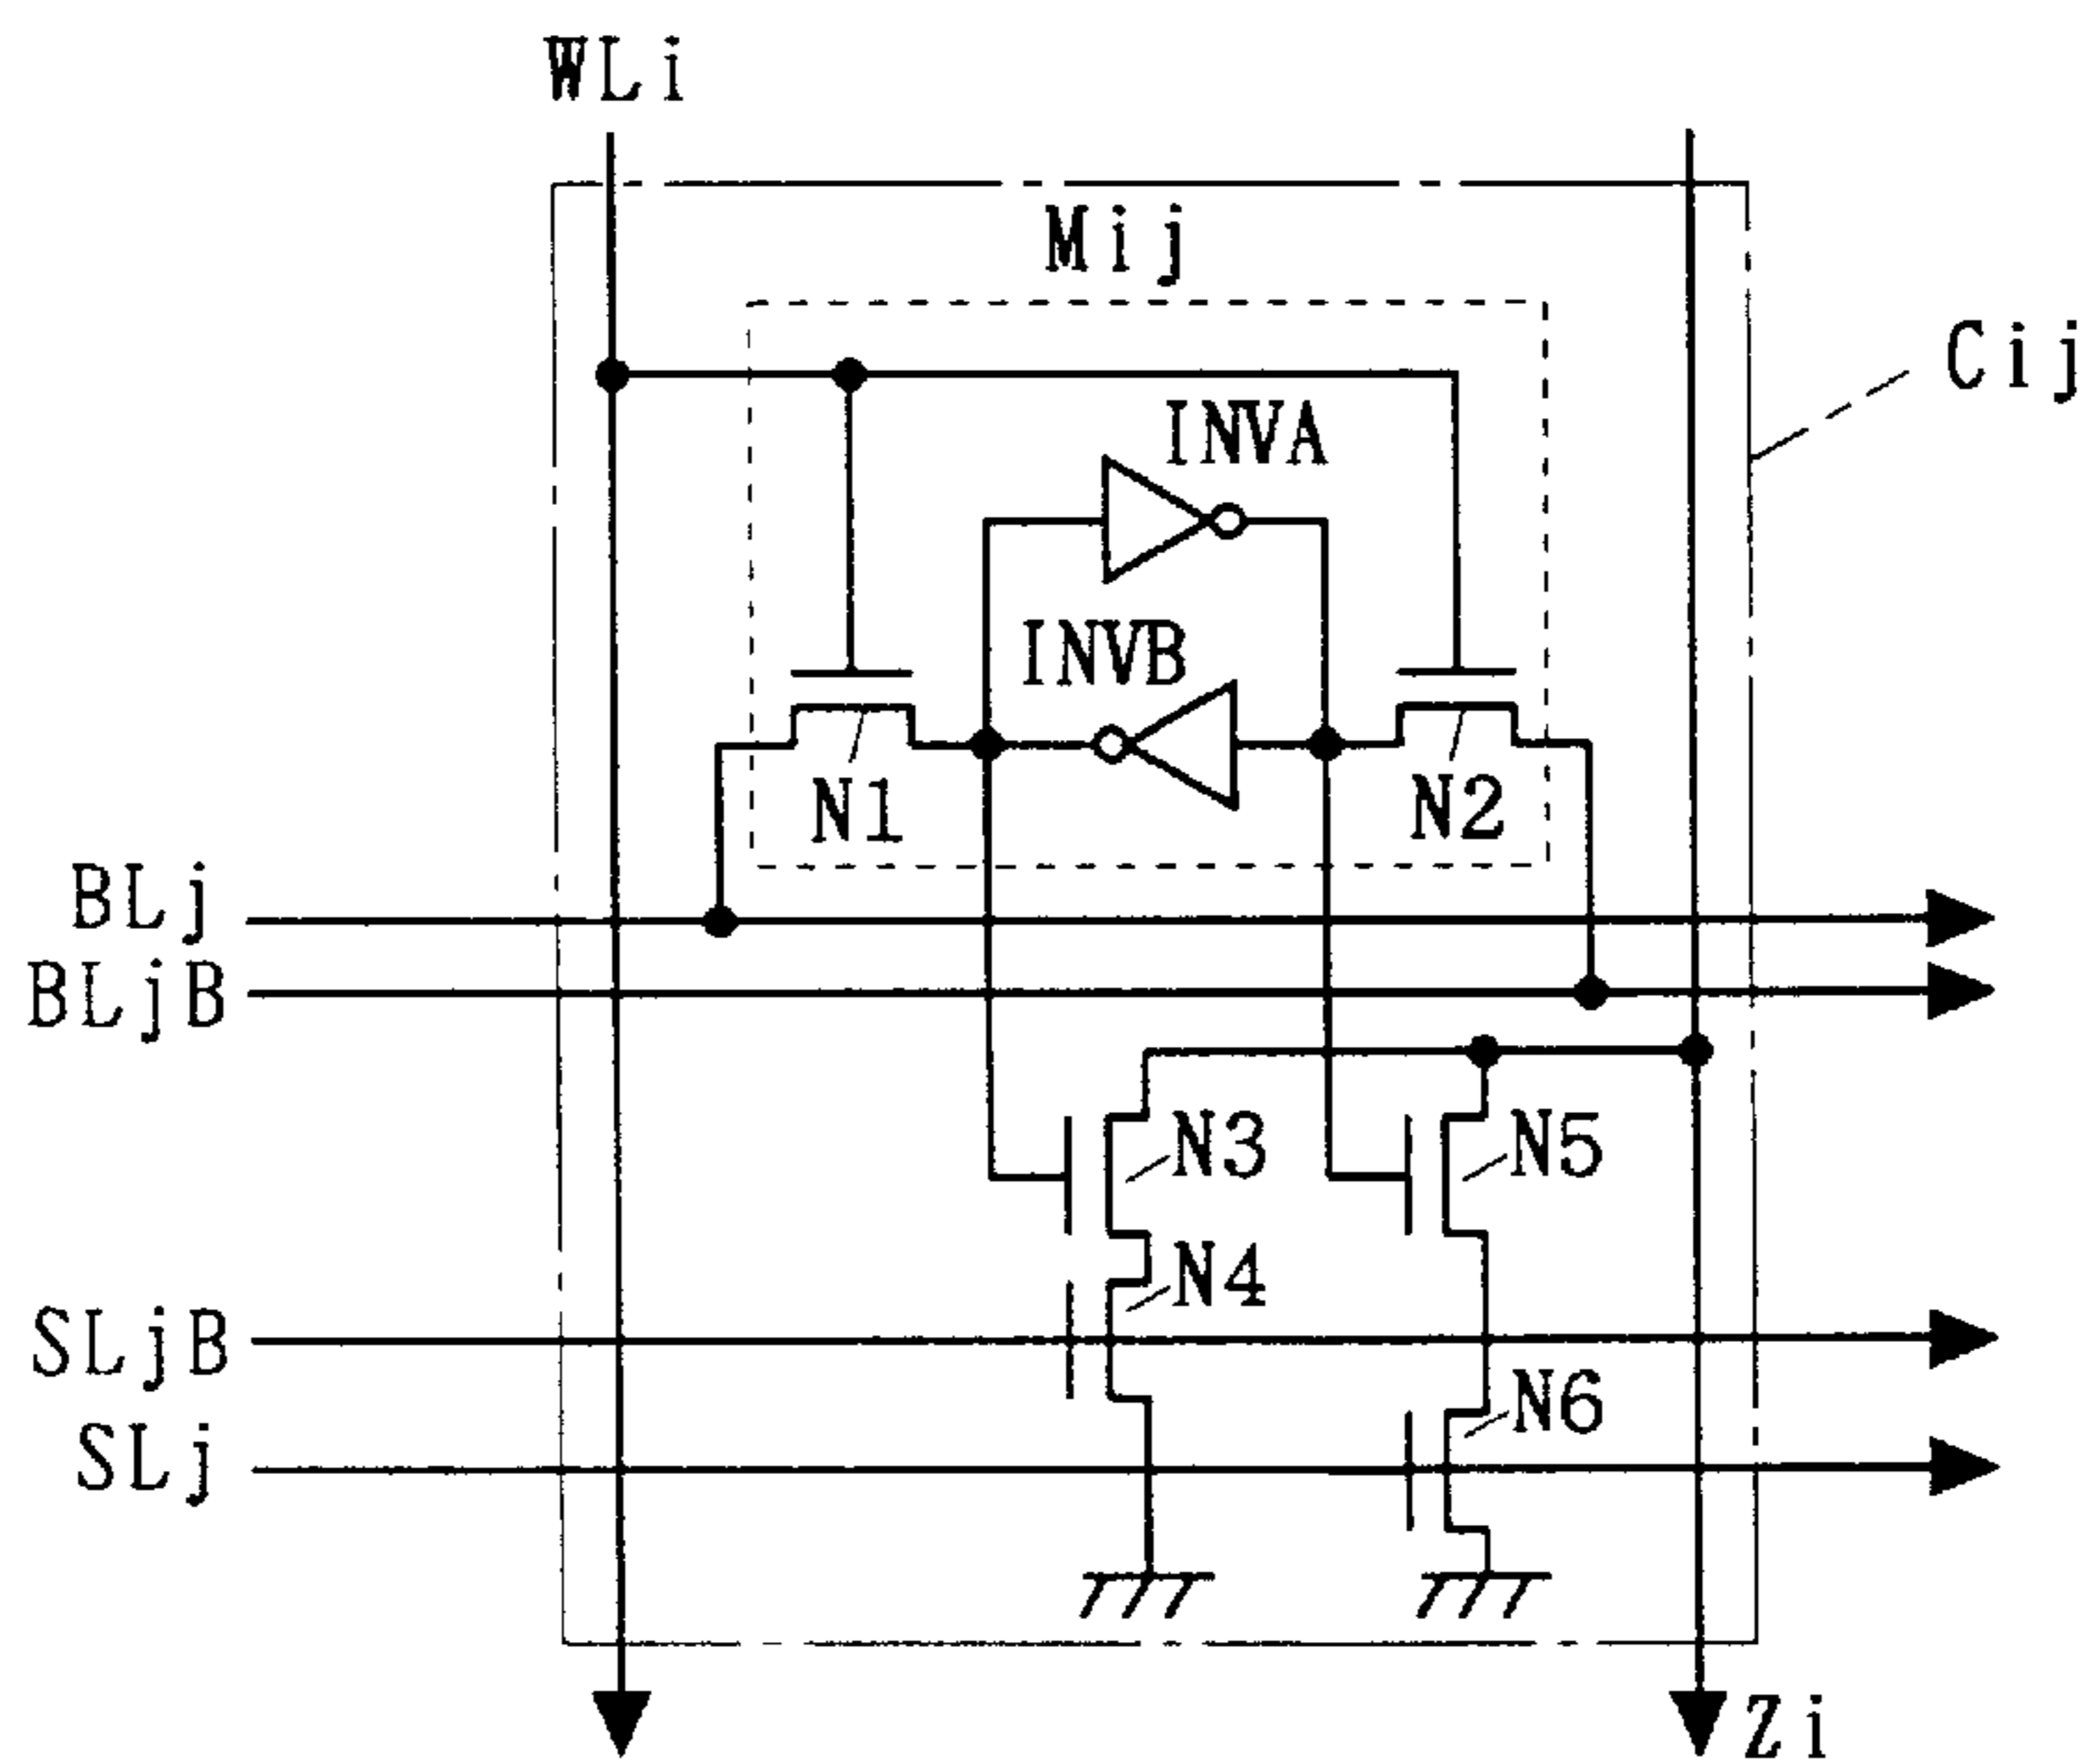 WLi
Mij
Cij
INVA
INVB
N1
N2
BLj
BLjB
N3
N5
N4
SLjB
N6
SLj
Zi